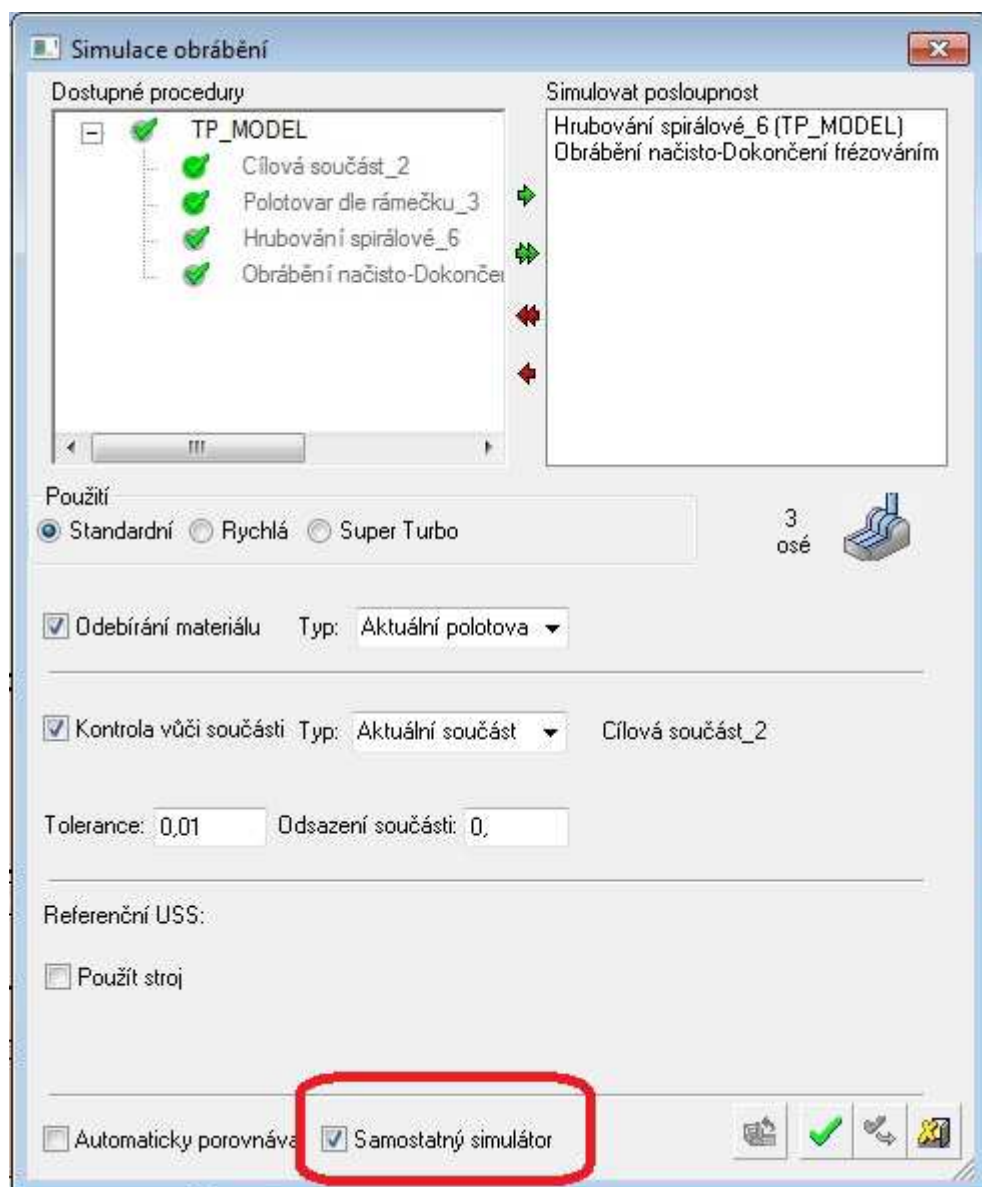 Simulace obrábění
Dostupné procedury
TP_MODEL
Cílová součást_2
Polotovar dle rámečku_3
Hrubování spirálové_6
Obrábění načisto-Dokončer
Simulovat posloupnost
Hrubování spirálové_6 (TP_MODEL)
Obrábění načisto-Dokončení frézováním
Použití
Standardní Rychlá Super Turbo
3
osé
Odebírání materiálu Typ: Aktuální polotova
Kontrola vůči součásti Typ: Aktuální součást Cílová součást_2
Tolerance: 0,01 Odsazení součásti: 0,
Referenční USS:
Použít stroj
Automaticky porovnáva Samostatný simulátor